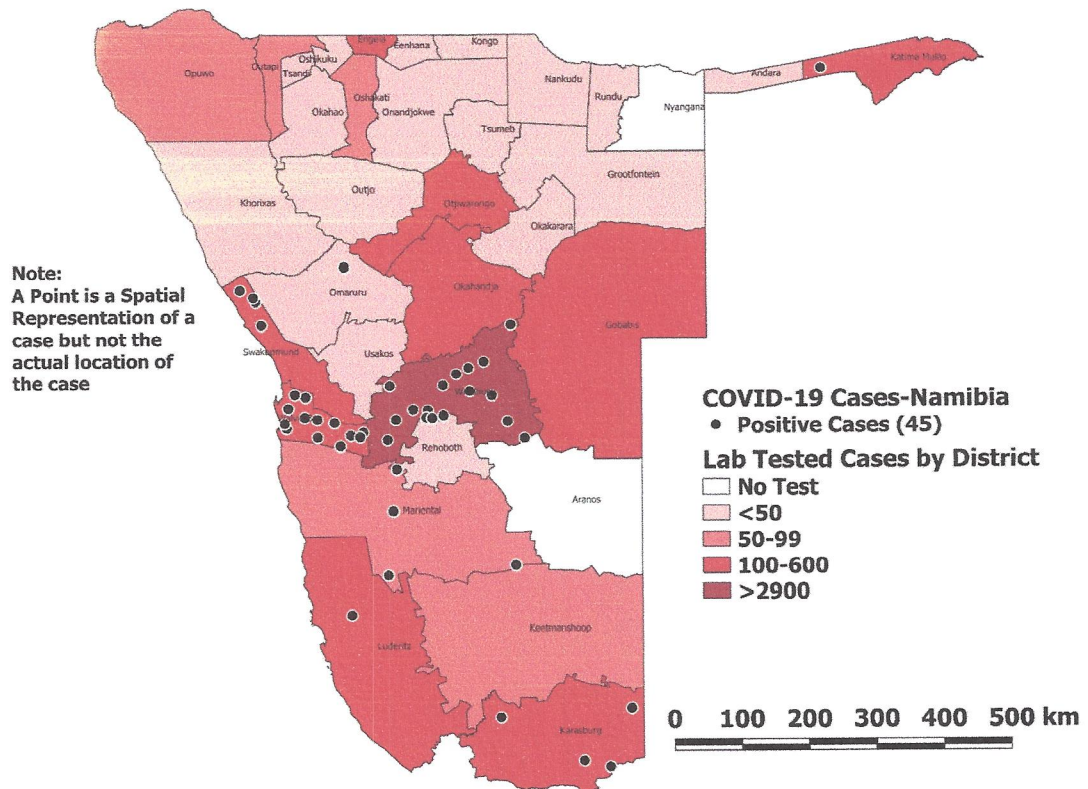 Engela
Eenhana
Kongo
Oshikuku
Outapi
Tsandi
Opuwo
Oshakati
Okahao
Onandjokwe
Nankudu
Rundu
Nyangana
Andara
Katima Mulilo
Tsumeb
Grootfontein
Outjo
Khorixas
Otjiwarongo
Okakarara
Note:
A Point is a Spatial
Representation of a
case but not the
actual location of
the case
Omaruru
Okahandja
Gobabis
Swakopmund
Usakos
Rehoboth
Aranos
Mariental
Keetmanshoop
Luderitz
Karasburg
COVID-19 Cases-Namibia
Positive Cases (45)
Lab Tested Cases by District
No Test
<50
50-99
100-600
>2900
0 100 200 300 400 500 km